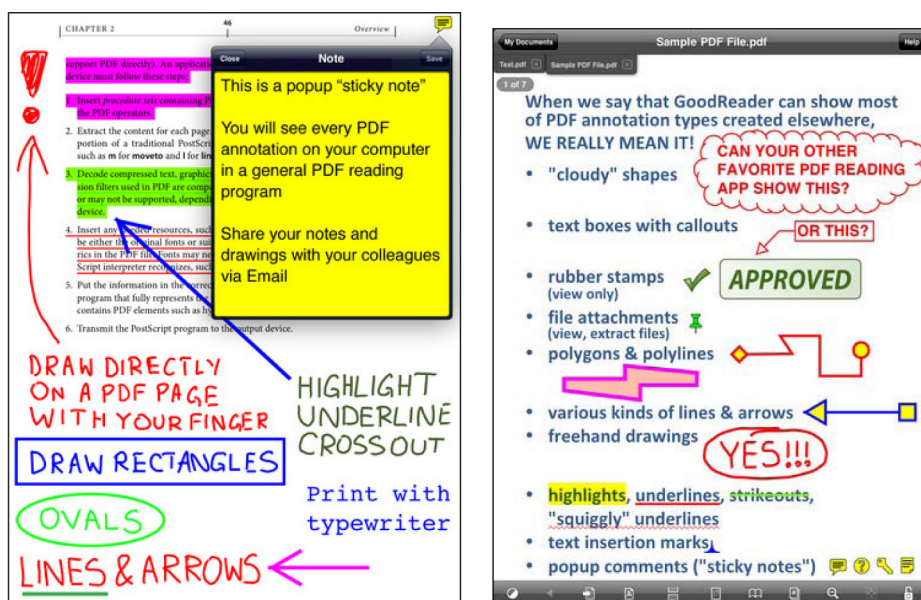 CHAPTER 2
46
Overview
support PDF directly). An applicati
device must follow these steps:
1. Insert procedure sets containing P
the PDF operators.
2. Extract the content for each page.
portion of a traditional PostScri
such as m for moveto and l for lin
3. Decode compressed text, graphic
sion filters used in PDF are compa
or may not be supported, dependi
device.
4. Insert any needed resources, suc
be either the original fonts or sui
rics in the PDF file. Fonts may ne
Script interpreter recognizes, suc
5. Put the information in the correc
program that fully represents the
contains PDF elements such as hy
6. Transmit the PostScript program to the output device.
Close
Note
Save
This is a popup “sticky note”
You will see every PDF
annotation on your computer
in a general PDF reading
program
Share your notes and
drawings with your colleagues
via Email
DRAW DIRECTLY
ON A PDF PAGE
WITH YOUR FINGER
HIGHLIGHT
UNDERLINE
CROSS OUT
DRAW RECTANGLES
Print with
typewriter
OVALS
LINES & ARROWS
My Documents
Sample PDF File.pdf
Help
Test.pdf
Sample PDF File.pdf
1 of 7
When we say that GoodReader can show most
of PDF annotation types created elsewhere,
WE REALLY MEAN IT!
CAN YOUR OTHER
FAVORITE PDF READING
APP SHOW THIS?
• "cloudy" shapes
• text boxes with callouts
OR THIS?
• rubber stamps
(view only)
APPROVED
• file attachments
(view, extract files)
• polygons & polylines
• various kinds of lines & arrows
• freehand drawings
YES!!!
• highlights, underlines, strikeouts,
"squiggly" underlines
• text insertion marks
• popup comments ("sticky notes")